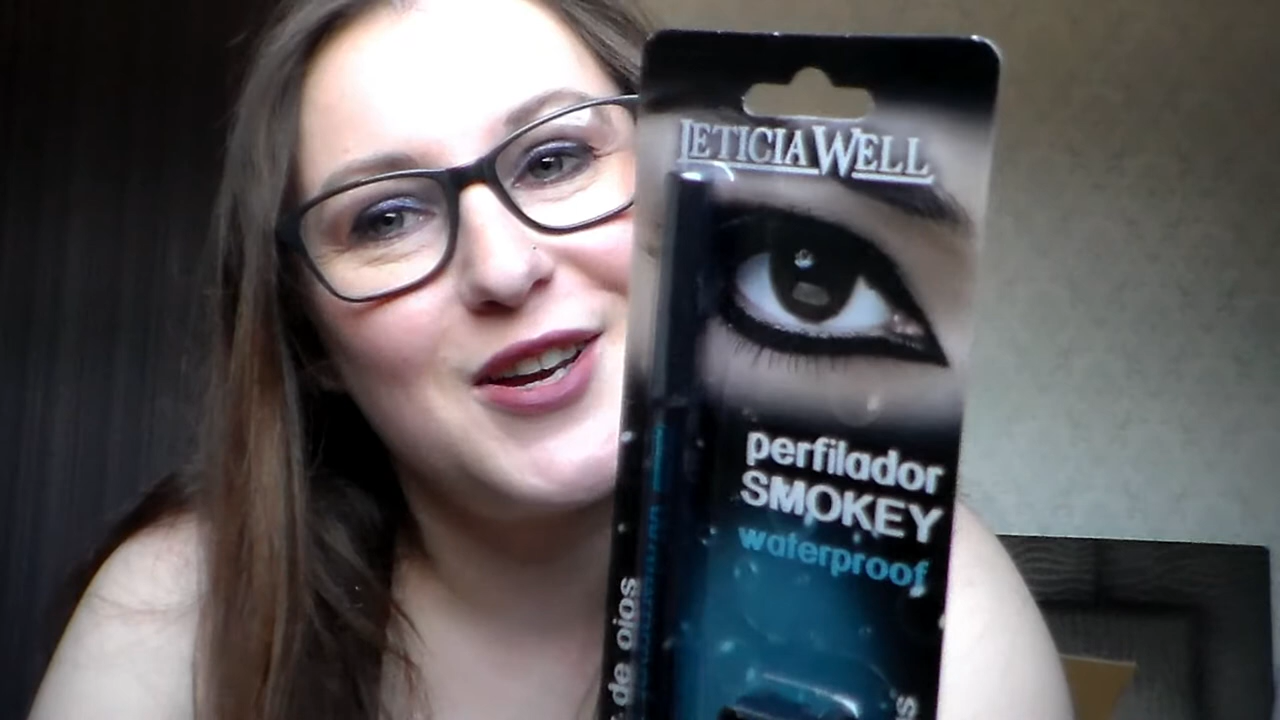 LETICIA WELL
perfilador
SMOKEY
waterproof
de ojos